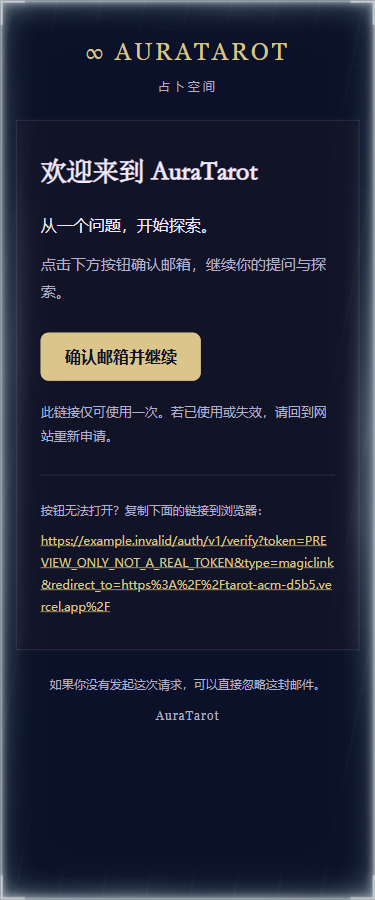 ∞ AURATAROT
占卜空间
欢迎来到 AuraTarot
从一个问题，开始探索。
点击下方按钮确认邮箱，继续你的提问与探
索。
确认邮箱并继续
此链接仅可使用一次。若已使用或失效，请回到网
站重新申请。
按钮无法打开？复制下面的链接到浏览器：
https://example.invalid/auth/v1/verify?token=PRE
VIEW_ONLY_NOT_A_REAL_TOKEN&type=magiclink
&redirect_to=https%3A%2F%2Ftarot-acm-d5b5.ve
rcel.app%2F
如果你没有发起这次请求，可以直接忽略这封邮件。
AuraTarot